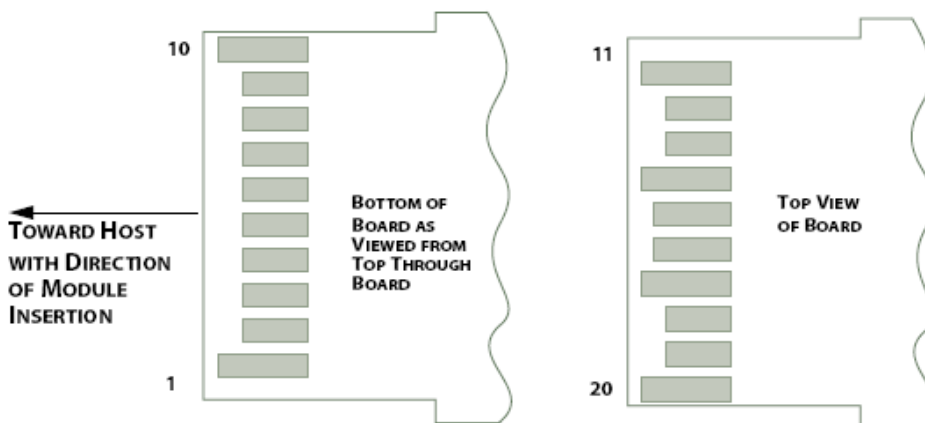 10
TOWARD HOST
WITH DIRECTION
OF MODULE
INSERTION
1
BOTTOM OF
BOARD AS
VIEWED FROM
TOP THROUGH
BOARD
11
TOP VIEW
OF BOARD
20